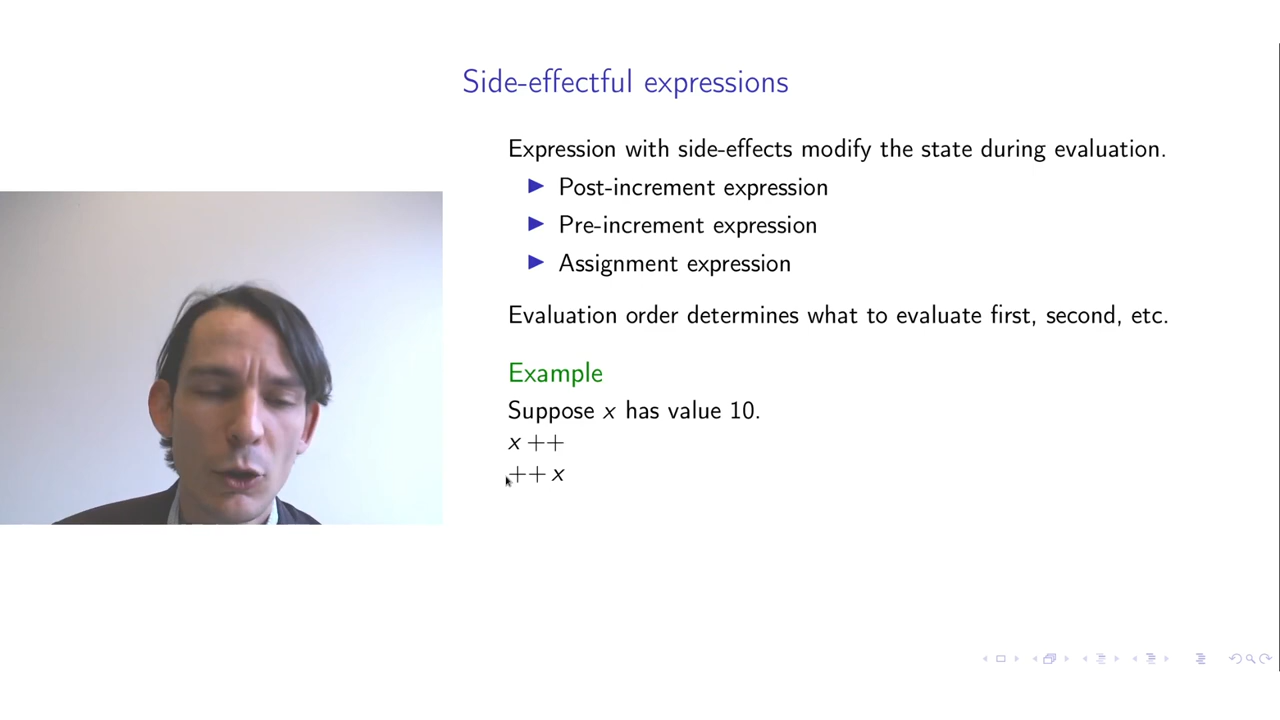 Side-effectful expressions
Expression with side-effects modify the state during evaluation.
Post-increment expression
Pre-increment expression
Assignment expression
Evaluation order determines what to evaluate first, second, etc.
Example
Suppose x has value 10.
x ++
++ x